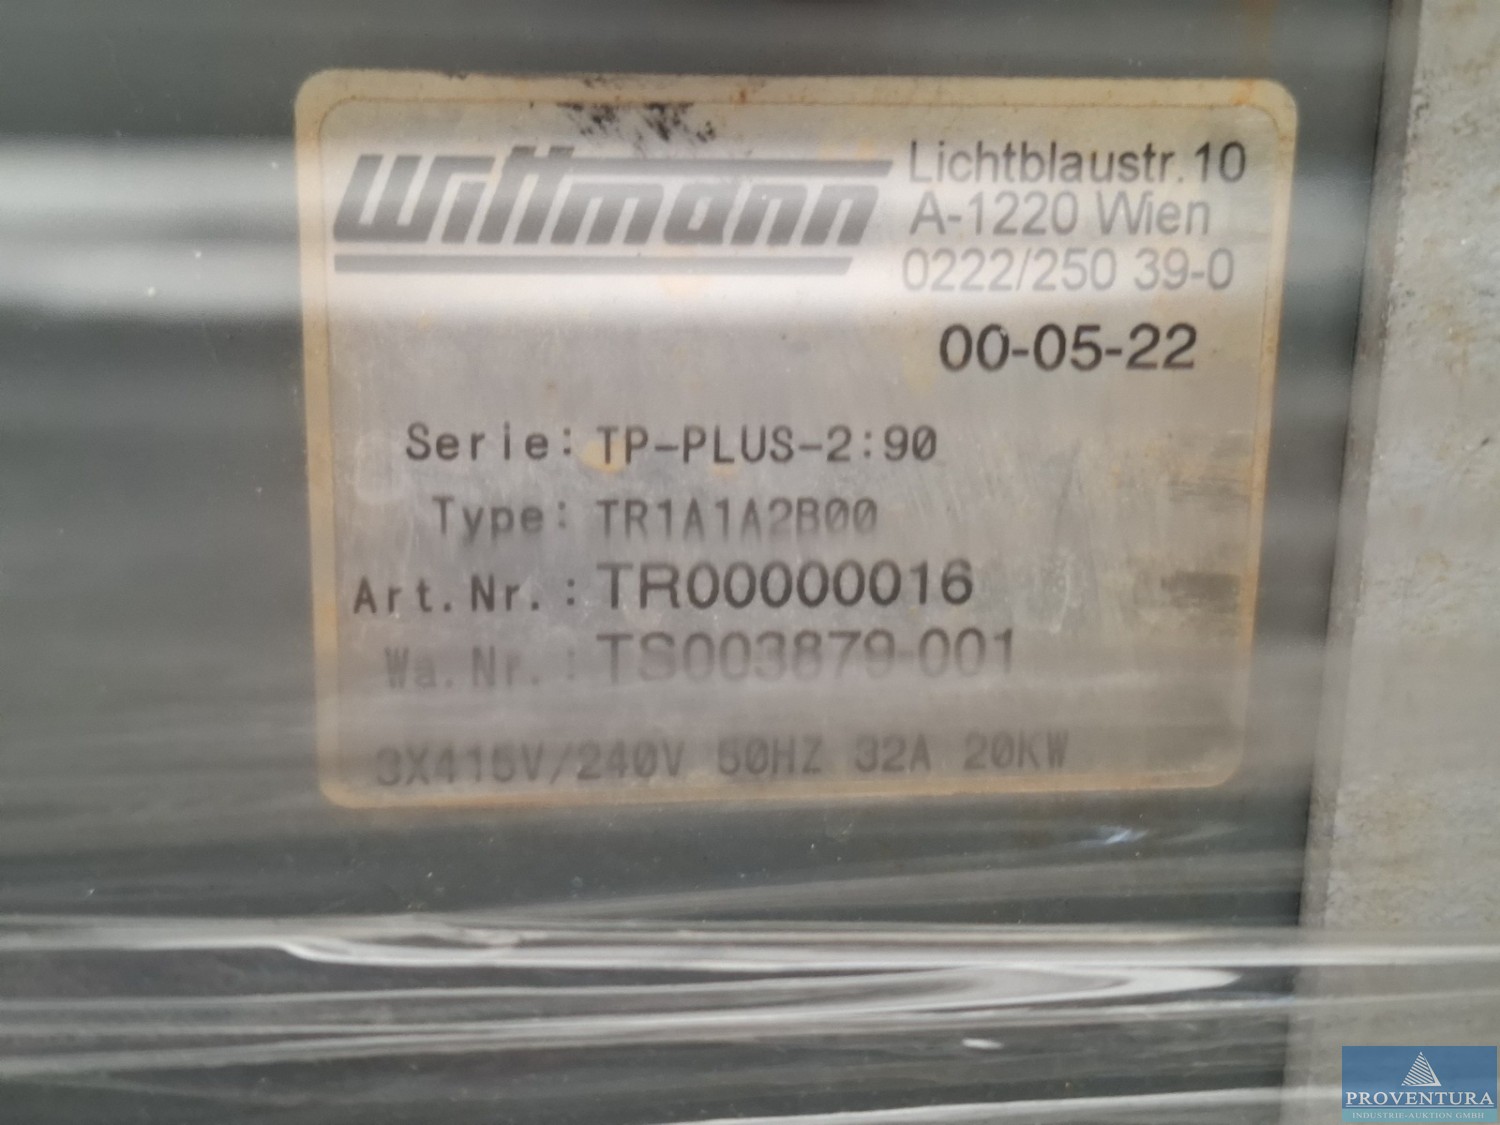 Wittmann
Lichtblaustr.10
A-1220 Wien
0222/250 39-0
00-05-22
Serie: TP-PLUS-2:90
Type: TR1A1A2B00
Art.Nr.: TR00000016
Wa.Nr.: TS003879-001
3X415V/240V 50HZ 32A 20KW
PROVENTURA
INDUSTRIE-AUKTION GMBH